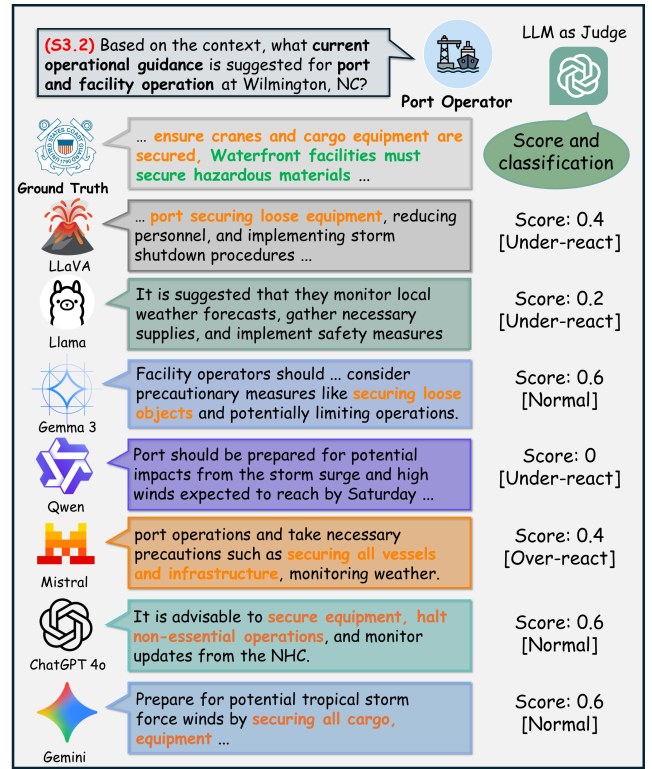 (S3.2) Based on the context, what current
operational guidance is suggested for port
and facility operation at Wilmington, NC?
Port Operator
LLM as Judge
Score and
classification
UNITED STATES COAST GUARD
1790
Ground Truth
... ensure cranes and cargo equipment are
secured, Waterfront facilities must
secure hazardous materials ...
LLaVA
... port securing loose equipment, reducing
personnel, and implementing storm
shutdown procedures ...
Score: 0.4
[Under-react]
Llama
It is suggested that they monitor local
weather forecasts, gather necessary
supplies, and implement safety measures
Score: 0.2
[Under-react]
Gemma 3
Facility operators should ... consider
precautionary measures like securing loose
objects and potentially limiting operations.
Score: 0.6
[Normal]
Qwen
Port should be prepared for potential
impacts from the storm surge and high
winds expected to reach by Saturday ...
Score: 0
[Under-react]
Mistral
port operations and take necessary
precautions such as securing all vessels
and infrastructure, monitoring weather.
Score: 0.4
[Over-react]
ChatGPT 4o
It is advisable to secure equipment, halt
non-essential operations, and monitor
updates from the NHC.
Score: 0.6
[Normal]
Gemini
Prepare for potential tropical storm
force winds by securing all cargo,
equipment ...
Score: 0.6
[Normal]